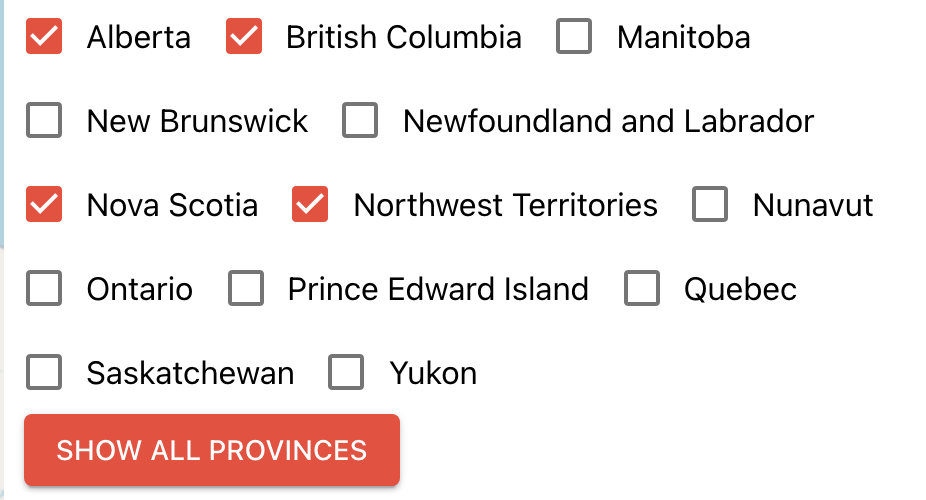 Alberta British Columbia Manitoba
New Brunswick Newfoundland and Labrador
Nova Scotia Northwest Territories Nunavut
Ontario Prince Edward Island Quebec
Saskatchewan Yukon
SHOW ALL PROVINCES